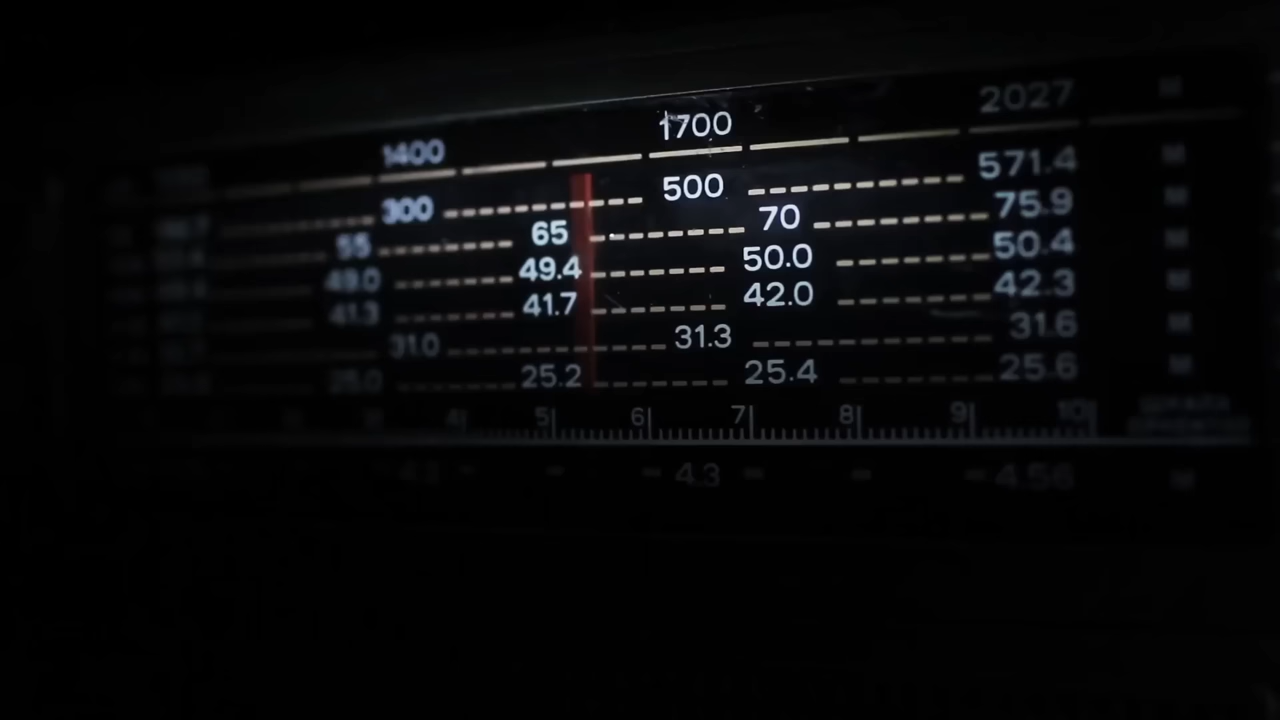 1400 1700 2027 М
300 500 571.4 М
55 65 70 75.9 М
49.0 49.4 50.0 50.4 М
41.3 41.7 42.0 42.3 М
31.0 31.3 31.6 М
25.0 25.2 25.4 25.6 М
4 5 6 7 8 9 10
4.3 4.56 М